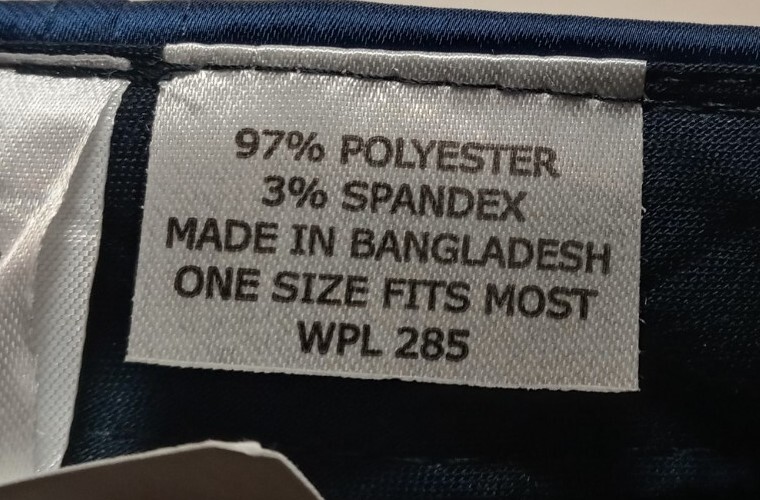 97% POLYESTER
3% SPANDEX
MADE IN BANGLADESH
ONE SIZE FITS MOST
WPL 285